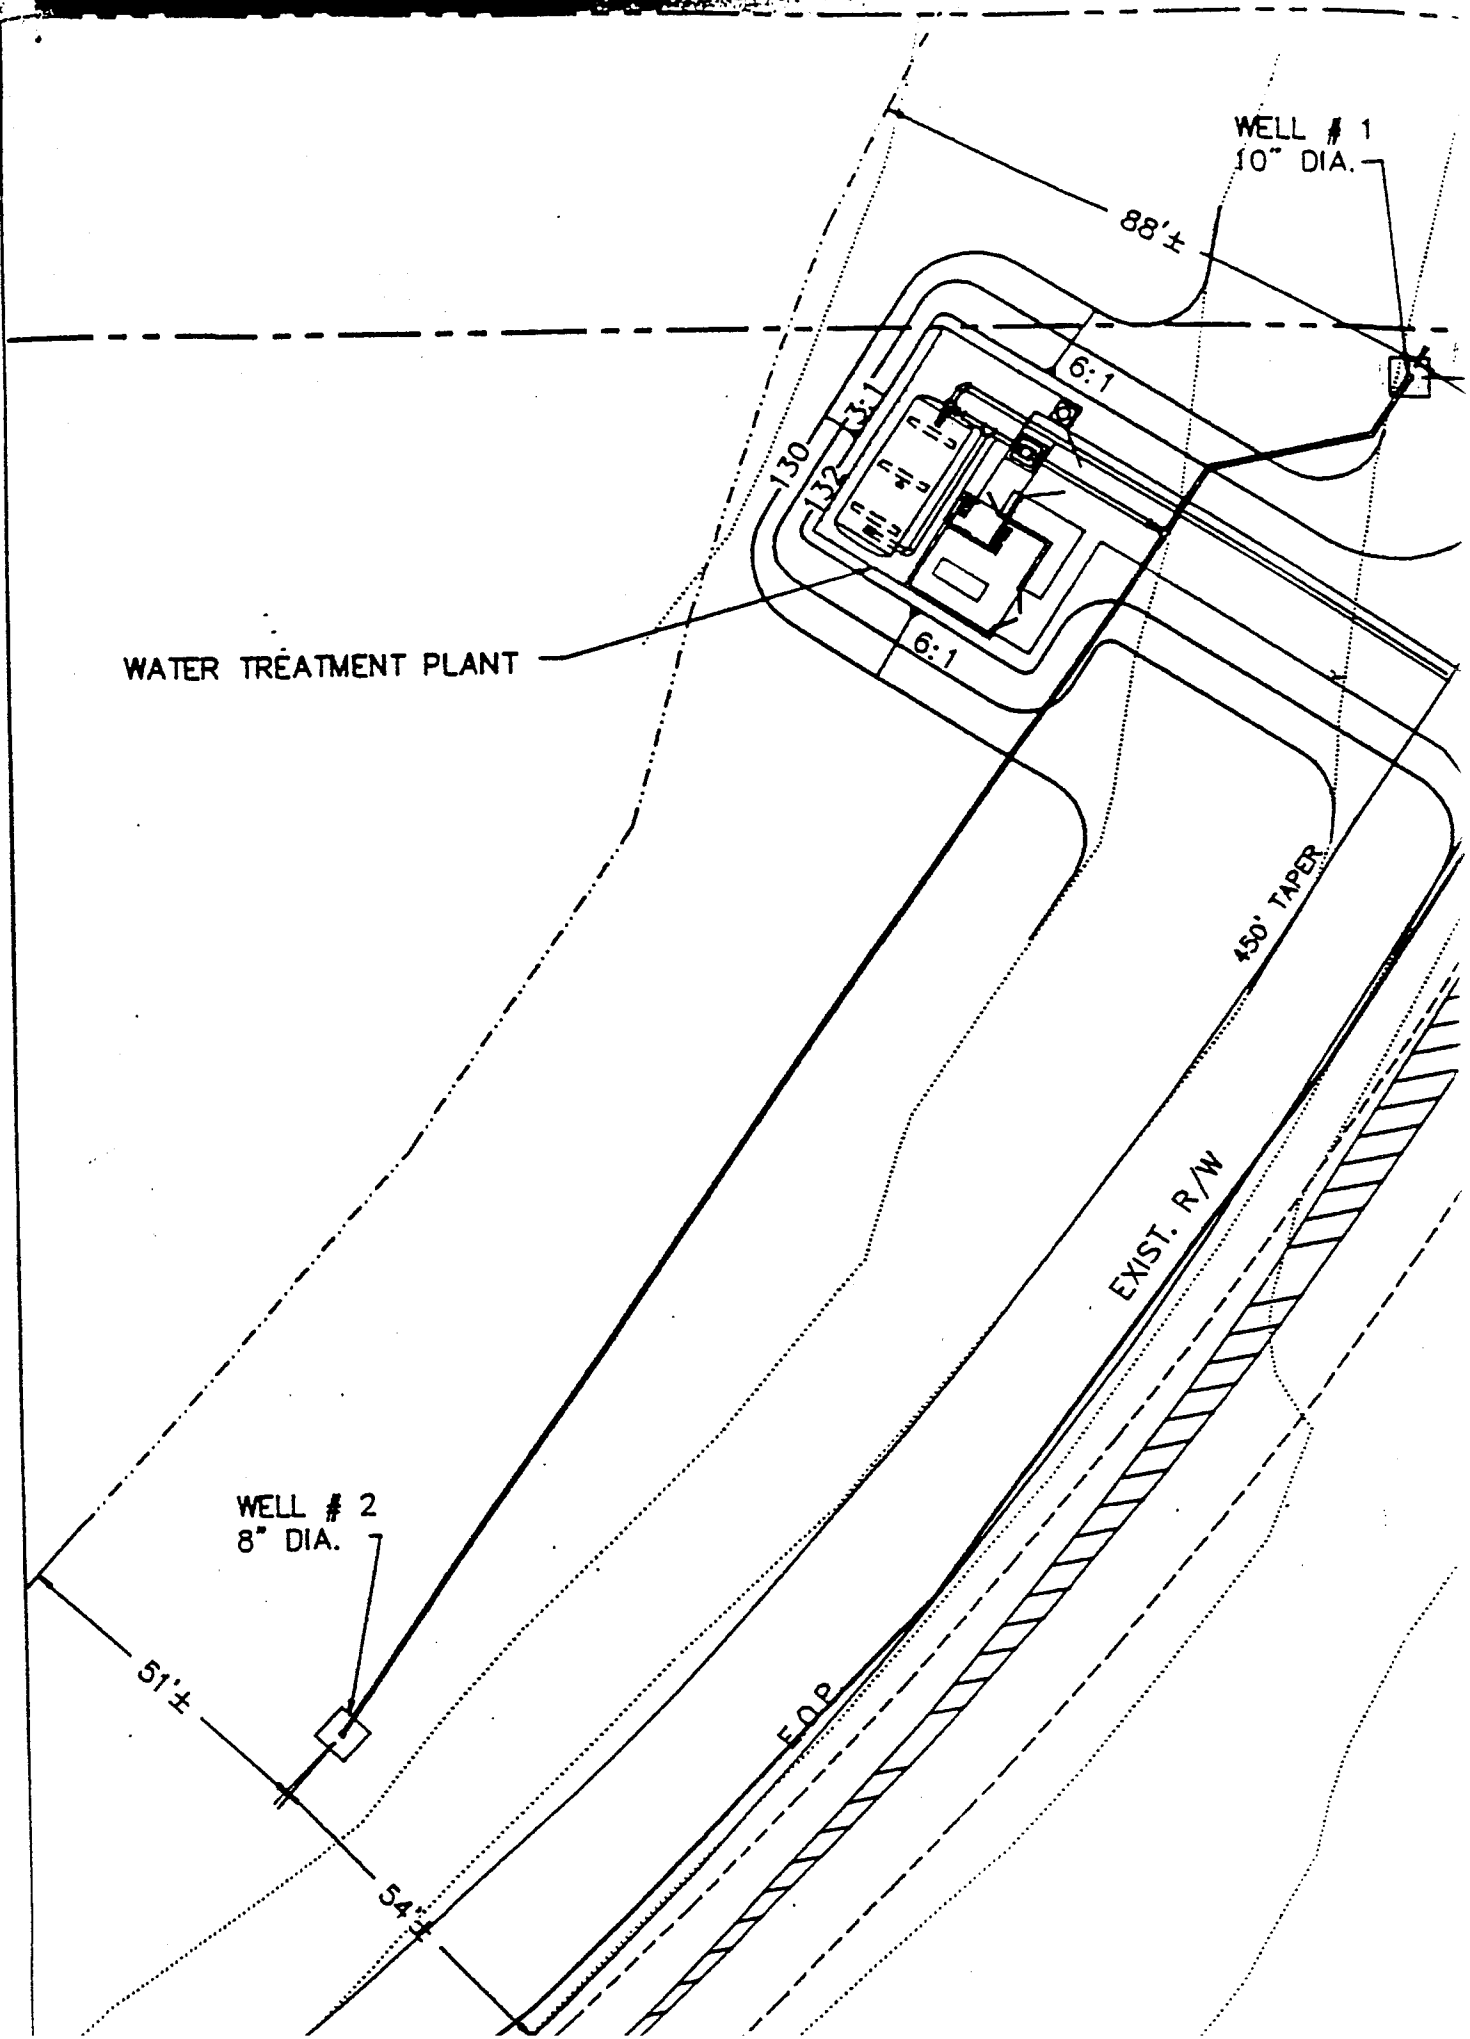 WELL # 1
10" DIA.
88'±
6:1
3:1
130
132
WATER TREATMENT PLANT
6:1
450' TAPER
EXIST. R/W
WELL # 2
8" DIA.
51'±
E.O.P.
54'±